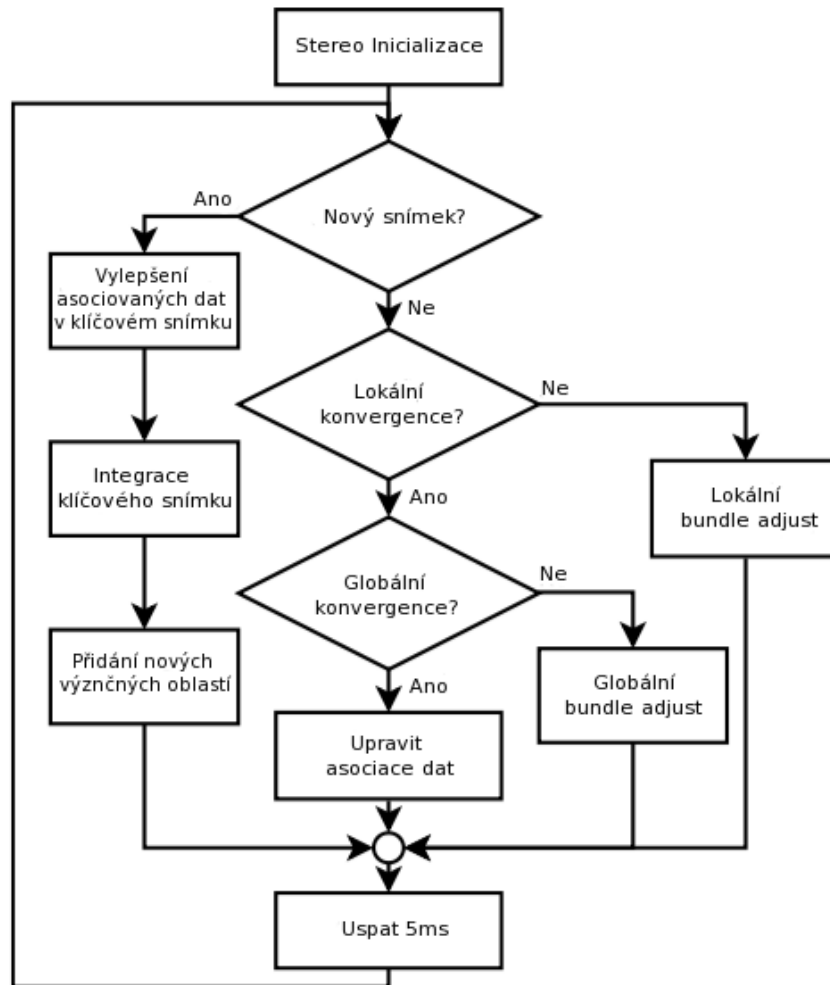 Stereo Inicializace
Nový snímek?
Ano
Ne
Vylepšení
asociovaných dat
v klíčovém snímku
Lokální
konvergence?
Ne
Ano
Integrace
klíčového snímku
Lokální
bundle adjust
Globální
konvergence?
Ne
Ano
Přidání nových
význčných oblastí
Globální
bundle adjust
Upravit
asociace dat
Uspat 5ms